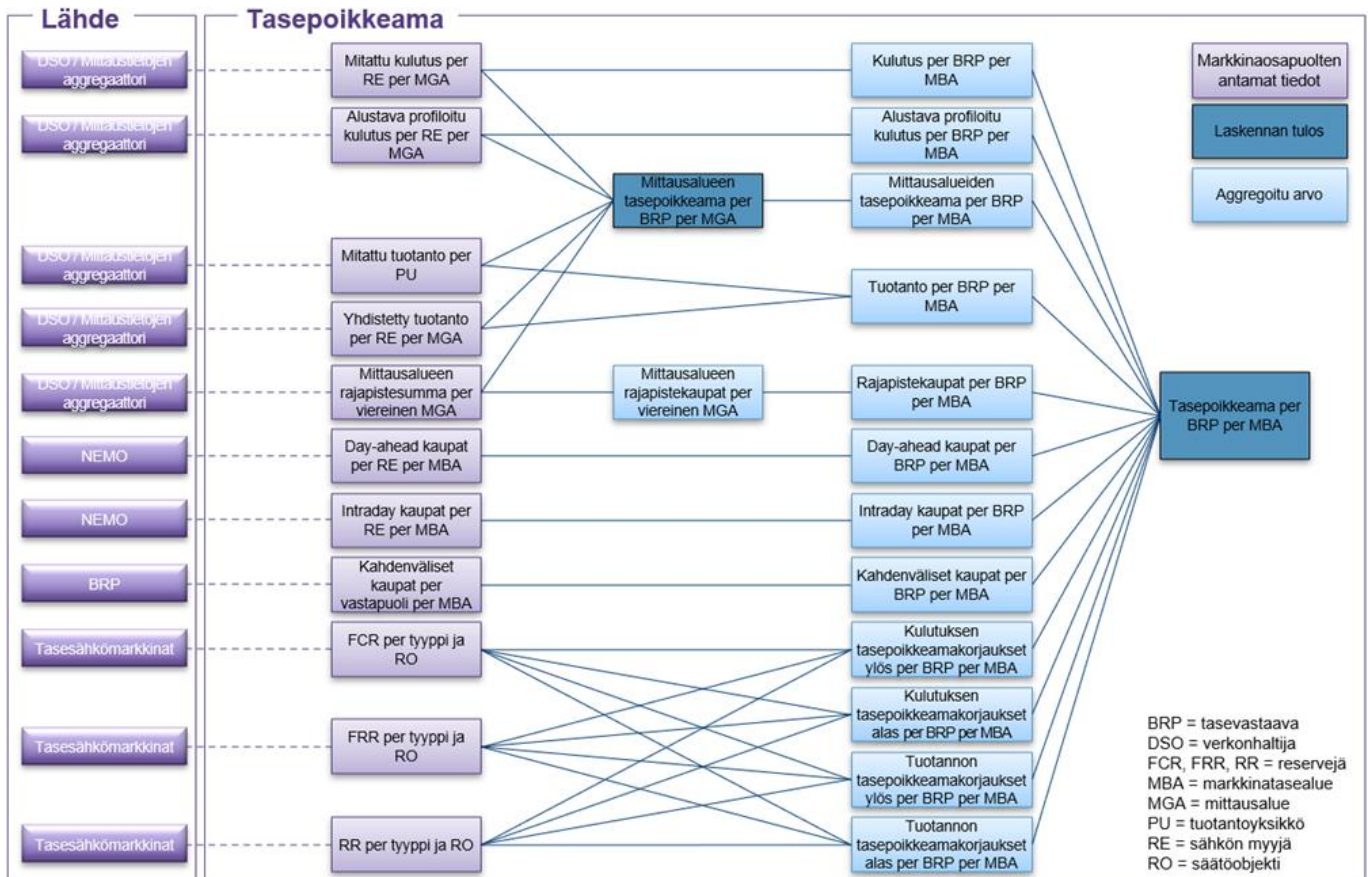 Lähde
Tasepoikkeama
DSO / Mittaustietojen
aggregaattori
Mitattu kulutus per
RE per MGA
Kulutus per BRP per
MBA
Markkinaosapuolten
antamat tiedot
DSO / Mittaustietojen
aggregaattori
Alustava profiloitu
kulutus per RE per
MGA
Alustava profiloitu
kulutus per BRP per
MBA
Laskennan tulos
Mittausalueen
tasepoikkeama per
BRP per MGA
Mittausalueiden
tasepoikkeama per BRP
per MBA
Aggregoitu arvo
DSO / Mittaustietojen
aggregaattori
Mitattu tuotanto per
PU
Tuotanto per BRP per
MBA
DSO / Mittaustietojen
aggregaattori
Yhdistetty tuotanto
per RE per MGA
DSO / Mittaustietojen
aggregaattori
Mittausalueen
rajapistesumma per
viereinen MGA
Mittausalueen
rajapistekaupat per
viereinen MGA
Rajapistekaupat per BRP
per MBA
Tasepoikkeama per
BRP per MBA
NEMO
Day-ahead kaupat
per RE per MBA
Day-ahead kaupat per
BRP per MBA
NEMO
Intraday kaupat per
RE per MBA
Intraday kaupat per BRP
per MBA
BRP
Kahdenväliset
kaupat per
vastapuoli per MBA
Kahdenväliset kaupat per
BRP per MBA
Tasesähkömarkkinat
FCR per tyyppi ja
RO
Kulutuksen
tasepoikkeamakorjaukset
ylös per BRP per MBA
Kulutuksen
tasepoikkeamakorjaukset
alas per BRP per MBA
Tasesähkömarkkinat
FRR per tyyppi ja
RO
Tuotannon
tasepoikkeamakorjaukset
ylös per BRP per MBA
Tasesähkömarkkinat
RR per tyyppi ja RO
Tuotannon
tasepoikkeamakorjaukset
alas per BRP per MBA
BRP = tasevastaava
DSO = verkonhaltija
FCR, FRR, RR = reservejä
MBA = markkinatasealue
MGA = mittausalue
PU = tuotantoyksikkö
RE = sähkön myyjä
RO = säätöobjekti